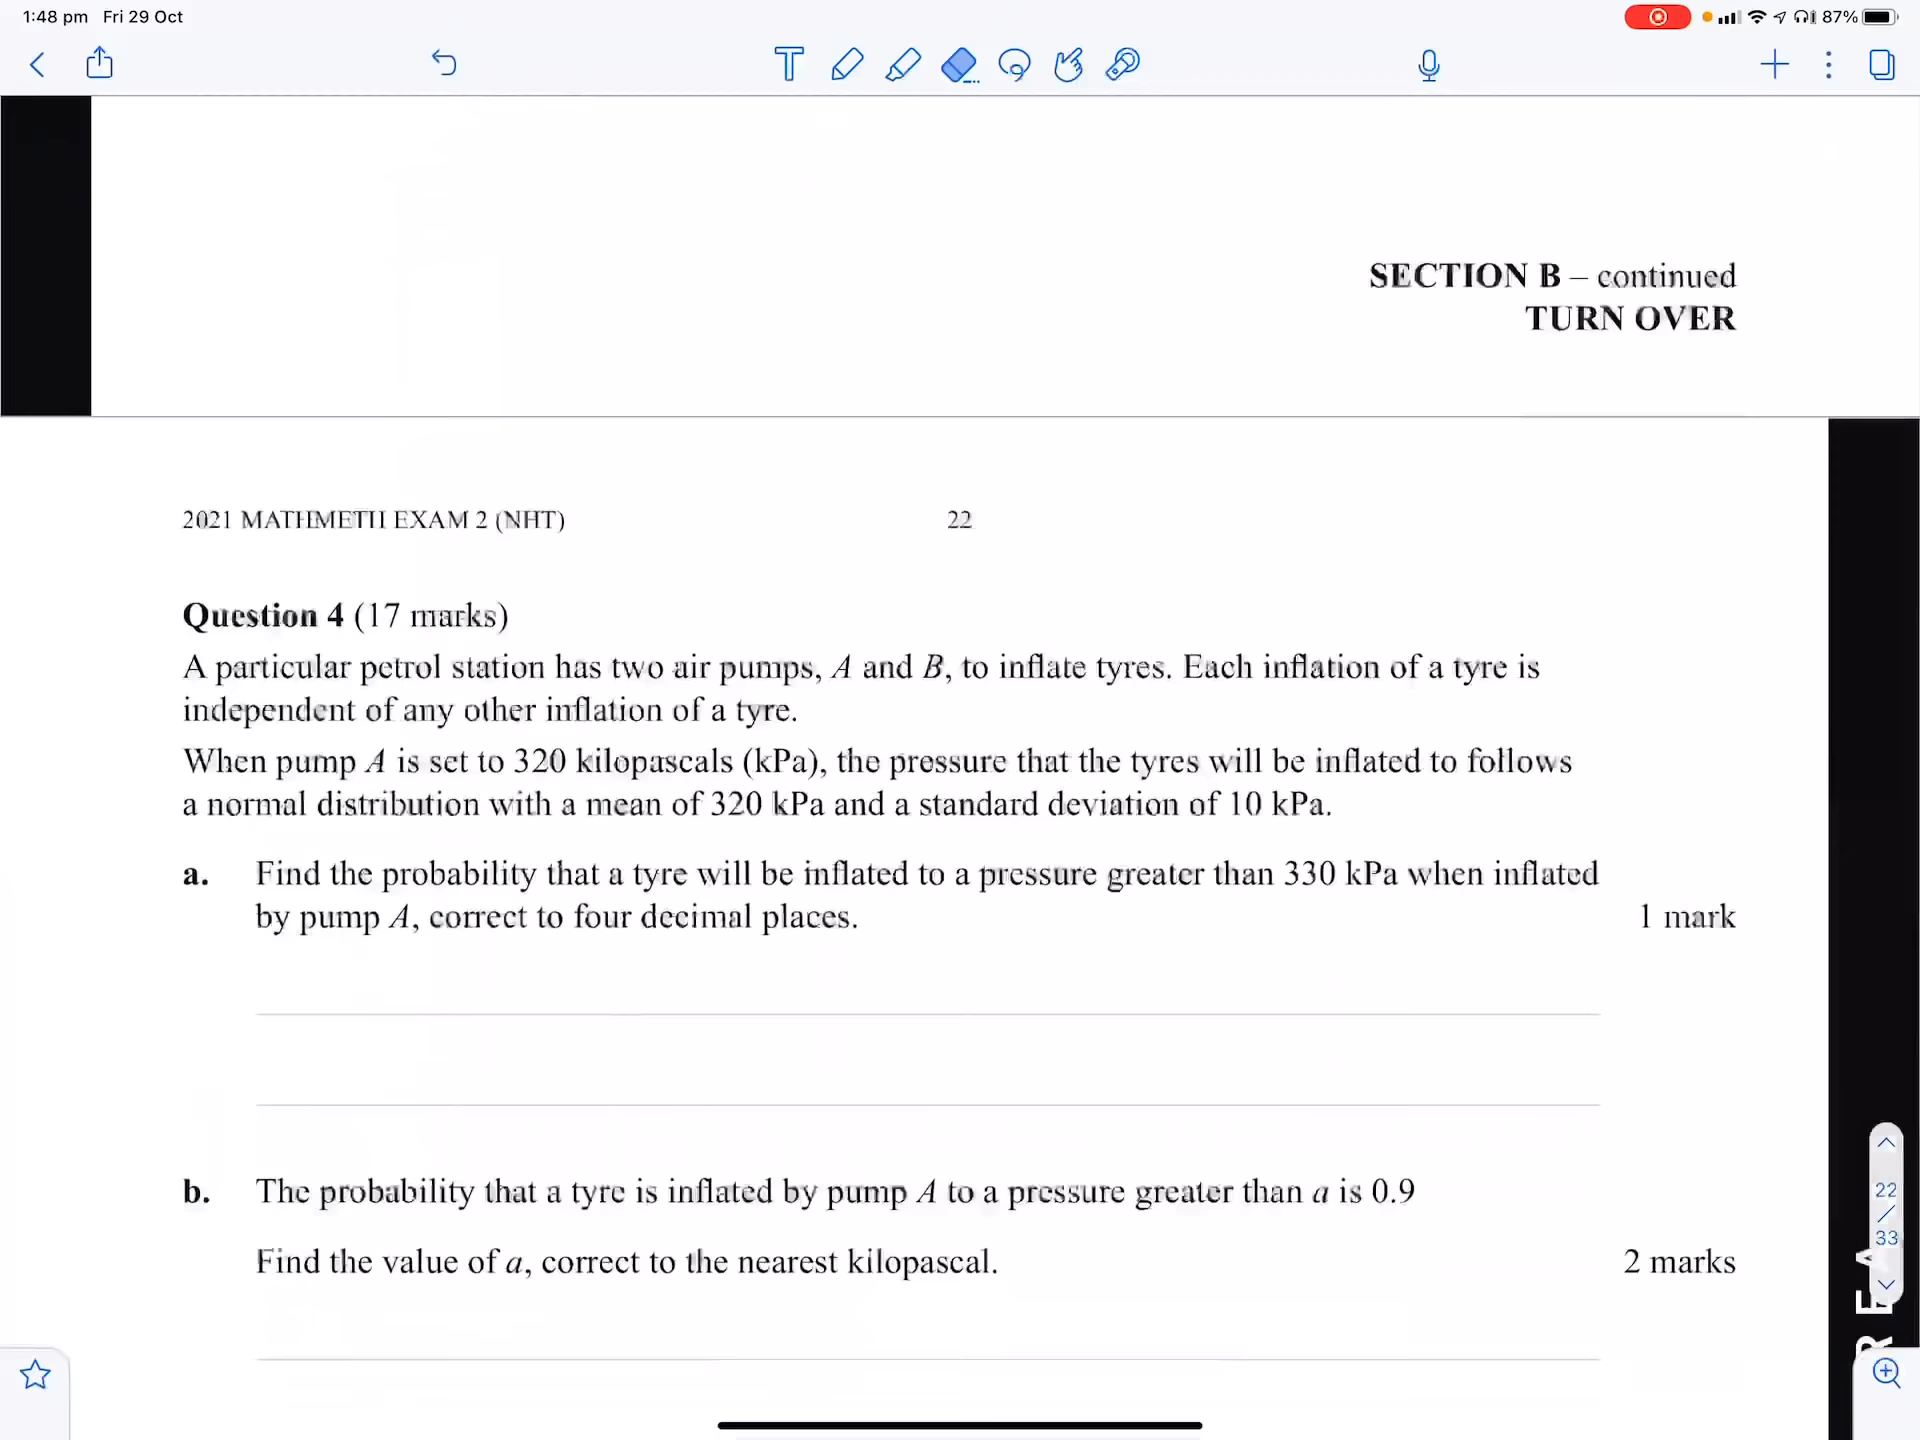 1:48 pm Fri 29 Oct
87%
SECTION B – continued
TURN OVER
2021 MATHMETH EXAM 2 (NHT)
22
Question 4 (17 marks)
A particular petrol station has two air pumps, A and B, to inflate tyres. Each inflation of a tyre is
independent of any other inflation of a tyre.
When pump A is set to 320 kilopascals (kPa), the pressure that the tyres will be inflated to follows
a normal distribution with a mean of 320 kPa and a standard deviation of 10 kPa.
a. Find the probability that a tyre will be inflated to a pressure greater than 330 kPa when inflated
by pump A, correct to four decimal places. 1 mark
b. The probability that a tyre is inflated by pump A to a pressure greater than a is 0.9
Find the value of a, correct to the nearest kilopascal. 2 marks
22
/
33
R E A